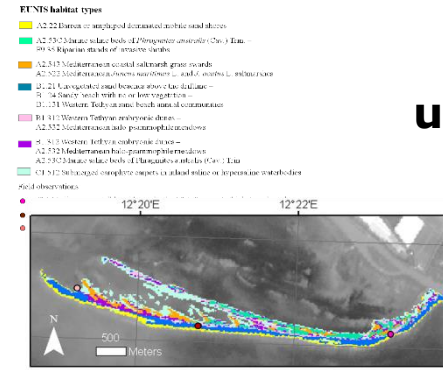 EUNIS habitat types
A2.22 Barren or amphipod dominated mobile sand shores
A2.53C Marine saline beds of Phragmites australis (Cav.) Trin. –
F9.35 Riparian stands of invasive shrubs
A2.515 Mediterranean coastal saltmarsh grass swards
A2.522 Mediterranean Juncus maritimus L. and J. acutus L. saltmarshes
B1.21 Unvegetated sand beaches above the driftline –
Sandy beach with no or low vegetation –
B1.131 Western Tethyan sand beach annual communities
B1.312 Western Tethyan embryonic dunes –
A2.532 Mediterranean halo-psammophile meadows
B1.312 Western Tethyan embryonic dunes –
A2.532 Mediterranean halo-psammophile meadows
A2.53C Marine saline beds of Phragmites australis (Cav.) Trin
C1.512 Submerged carophyte carpets in inland saline or hypersaline waterbodies
Field observations
u
12°20'E 12°22'E
N
500
Meters